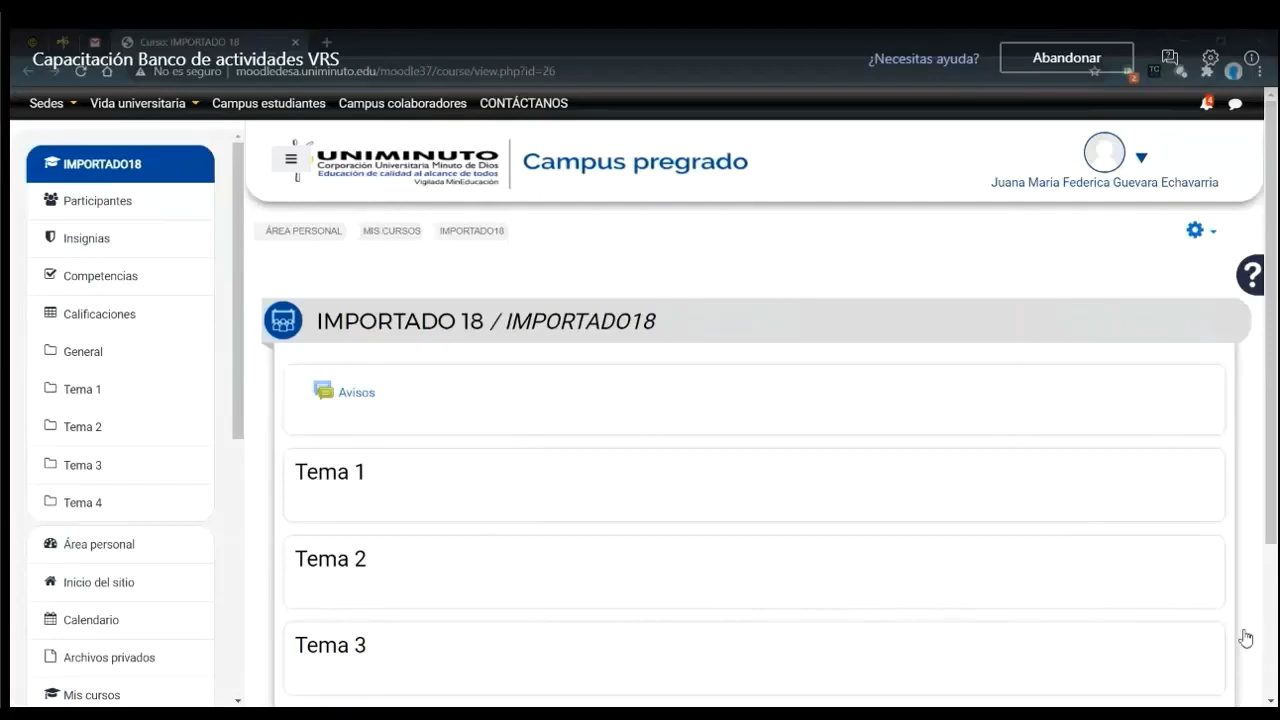 Curso: IMPORTADO 18
Capacitación Banco de actividades VRS
¿Necesitas ayuda?
Abandonar
No es seguro | moodledesa.uniminuto.edu/moodle37/course/view.php?id=26
TC
2
Sedes
Vida universitaria
Campus estudiantes
Campus colaboradores
CONTÁCTANOS
4
IMPORTADO18
Participantes
Insignias
Competencias
Calificaciones
General
Tema 1
Tema 2
Tema 3
Tema 4
Área personal
Inicio del sitio
Calendario
Archivos privados
Mis cursos
UNIMINUTO
Corporación Universitaria Minuto de Dios
Educación de calidad al alcance de todos
Vigilada MinEducación
Campus pregrado
Juana Maria Federica Guevara Echavarria
ÁREA PERSONAL
MIS CURSOS
IMPORTADO18
?
IMPORTADO 18 / IMPORTADO18
Avisos
Tema 1
Tema 2
Tema 3